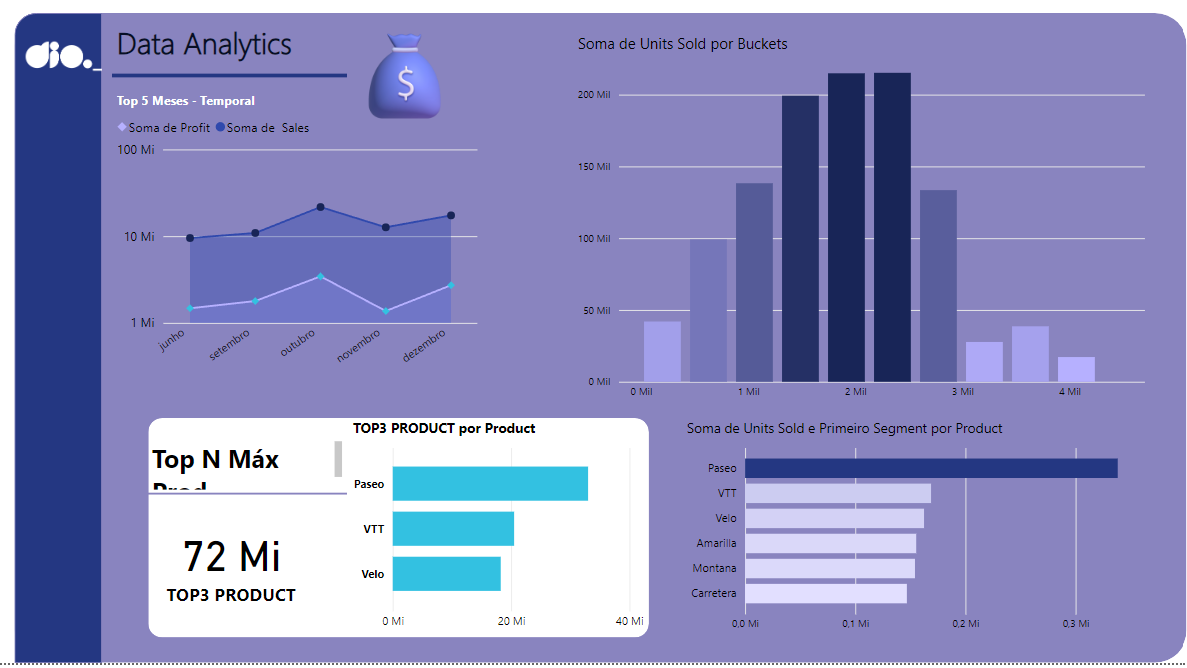 dio._
Data Analytics
$
Top 5 Meses - Temporal
Soma de Profit Soma de Sales
100 Mi
10 Mi
1 Mi
junho setembro outubro novembro dezembro
Soma de Units Sold por Buckets
200 Mil
150 Mil
100 Mil
50 Mil
0 Mil
0 Mil 1 Mil 2 Mil 3 Mil 4 Mil
Top N Máx
Prod
72 Mi
TOP3 PRODUCT
TOP3 PRODUCT por Product
Paseo
VTT
Velo
0 Mi 20 Mi 40 Mi
Soma de Units Sold e Primeiro Segment por Product
Paseo
VTT
Velo
Amarilla
Montana
Carretera
0,0 Mi 0,1 Mi 0,2 Mi 0,3 Mi